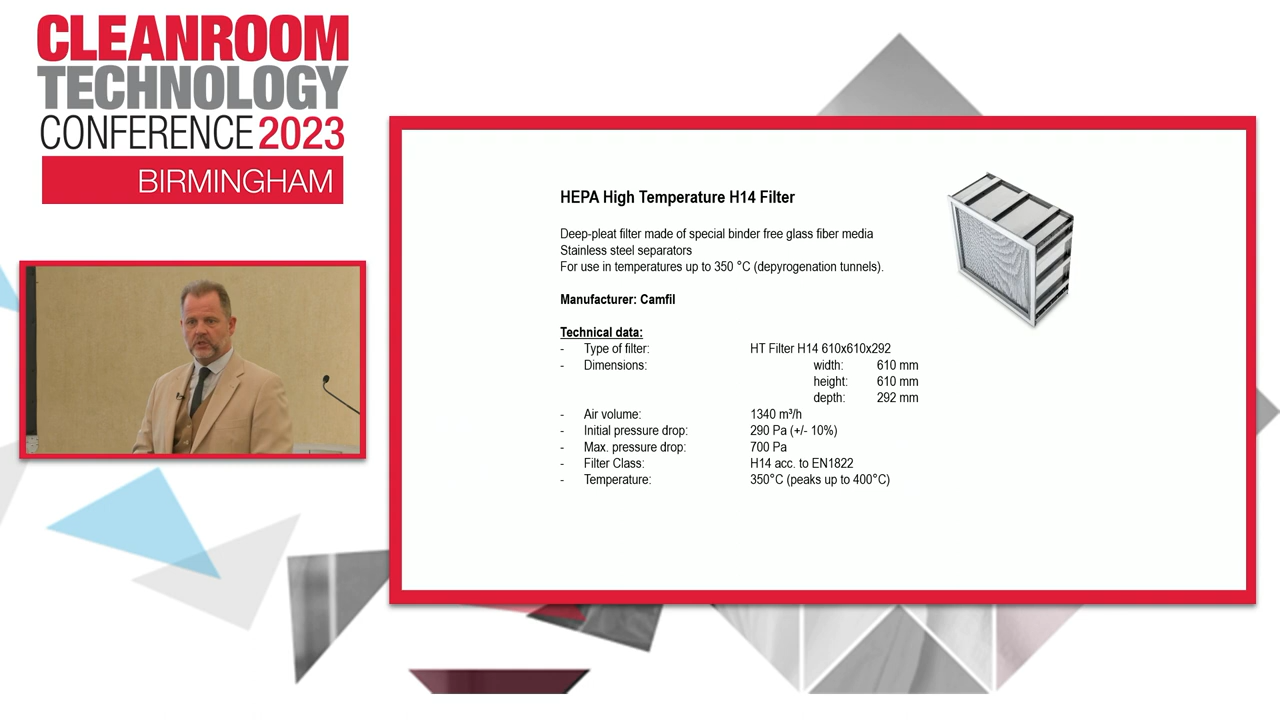 CLEANROOM
TECHNOLOGY
CONFERENCE 2023
BIRMINGHAM
HEPA High Temperature H14 Filter
Deep-pleat filter made of special binder free glass fiber media
Stainless steel separators
For use in temperatures up to 350 °C (depyrogenation tunnels).
Manufacturer: Camfil
Technical data:
- Type of filter: HT Filter H14 610x610x292
- Dimensions: width: 610 mm
height: 610 mm
depth: 292 mm
- Air volume: 1340 m³/h
- Initial pressure drop: 290 Pa (+/- 10%)
- Max. pressure drop: 700 Pa
- Filter Class: H14 acc. to EN1822
- Temperature: 350°C (peaks up to 400°C)